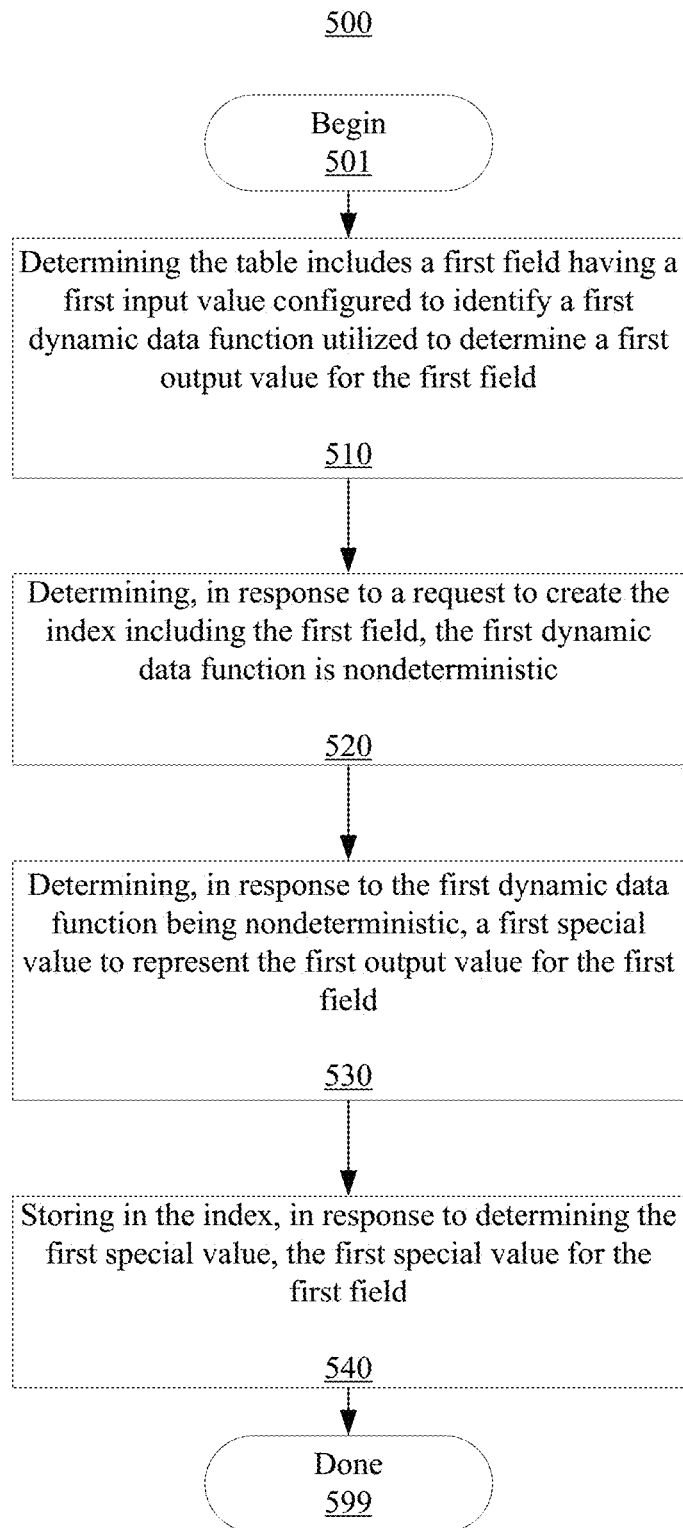 500
Begin
501
Determining the table includes a first field having a
first input value configured to identify a first
dynamic data function utilized to determine a first
output value for the first field
510
Determining, in response to a request to create the
index including the first field, the first dynamic
data function is nondeterministic
520
Determining, in response to the first dynamic data
function being nondeterministic, a first special
value to represent the first output value for the first
field
530
Storing in the index, in response to determining the
first special value, the first special value for the
first field
540
Done
599